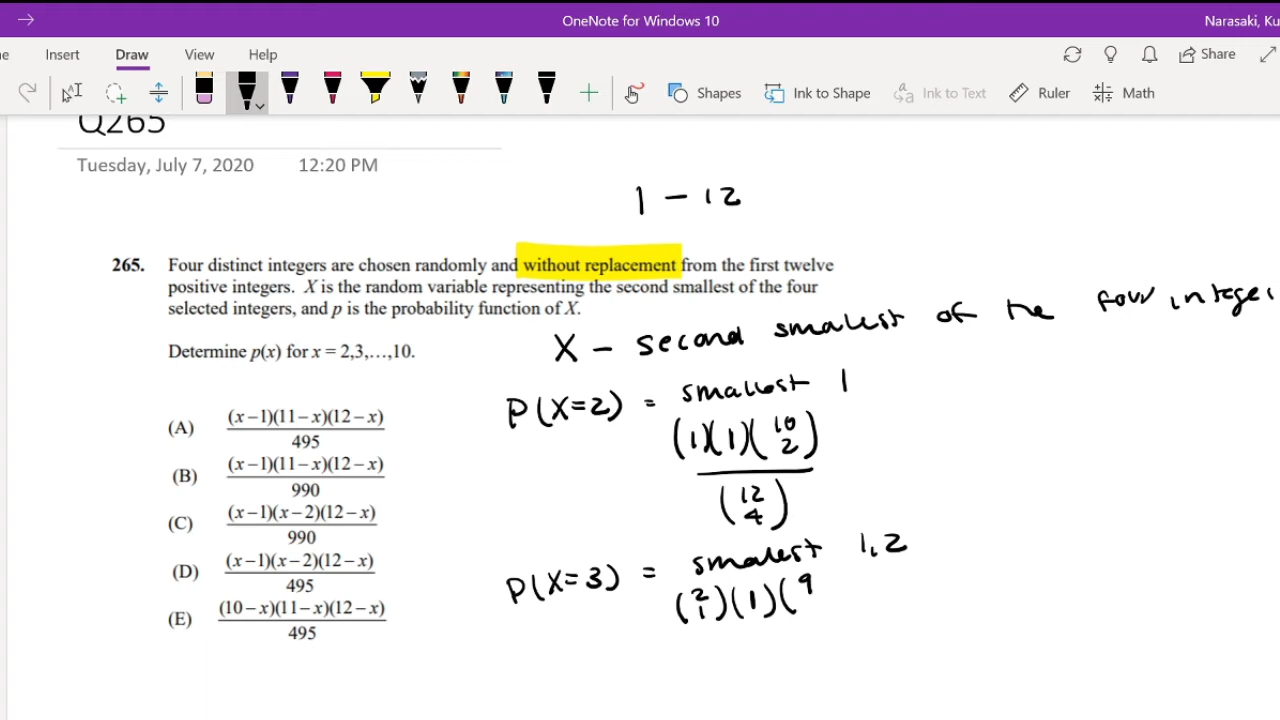 OneNote for Windows 10
Narasaki, Ku
Insert Draw View Help
Share
Shapes Ink to Shape Ink to Text Ruler Math
Q265
Tuesday, July 7, 2020 12:20 PM
1 - 12
265. Four distinct integers are chosen randomly and without replacement from the first twelve
positive integers. X is the random variable representing the second smallest of the four
selected integers, and p is the probability function of X.
X - second smallest of the four integer
Determine p(x) for x = 2,3,…,10.
P(X=2) = smallest 1
(1)(1)(10 2)
(12 4)
(A) (x−1)(11−x)(12−x)
495
(B) (x−1)(11−x)(12−x)
990
(C) (x−1)(x−2)(12−x)
990
(D) (x−1)(x−2)(12−x)
495
(E) (10−x)(11−x)(12−x)
495
P(X=3) = smalest 1,2
(2 1)(1)(9